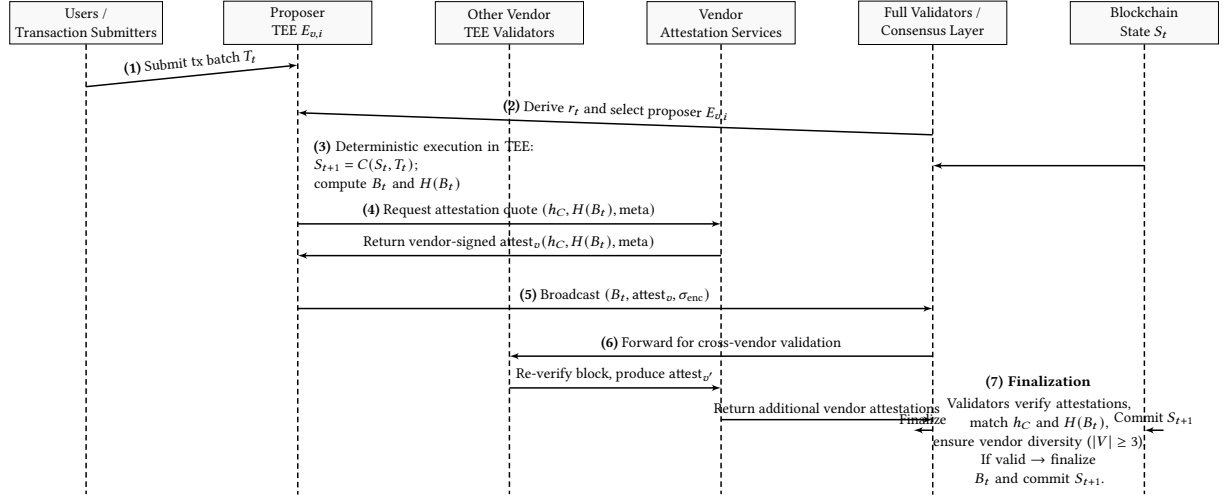 Users /
Transaction Submitters
Proposer
TEE E_{v,i}
Other Vendor
TEE Validators
Vendor
Attestation Services
Full Validators /
Consensus Layer
Blockchain
State S_t
(1) Submit tx batch T_t
(2) Derive r_t and select proposer E_{v,i}
(3) Deterministic execution in TEE:
S_{t+1} = C(S_t, T_t);
compute B_t and H(B_t)
(4) Request attestation quote (h_C, H(B_t), meta)
Return vendor-signed attest_v(h_C, H(B_t), meta)
(5) Broadcast (B_t, attest_v, σ_enc)
(6) Forward for cross-vendor validation
Re-verify block, produce attest_{v′}
Return additional vendor attestations
Finalize
(7) Finalization
Validators verify attestations,
match h_C and H(B_t),
ensure vendor diversity (|V| ≥ 3)
If valid → finalize
B_t and commit S_{t+1}.
Commit S_{t+1}